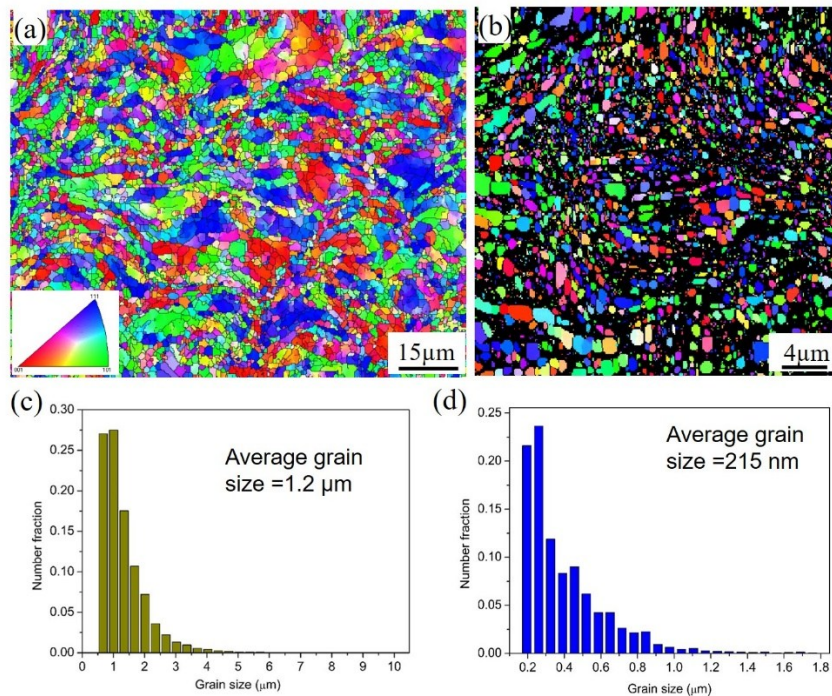 (a)
111
001
101
15μm
(b)
4μm
(c)
0.30
0.25
0.20
0.15
0.10
0.05
0.00
Number fraction
Average grain
size =1.2 μm
0 1 2 3 4 5 6 7 8 9 10
Grain size (μm)
(d)
0.25
0.20
0.15
0.10
0.05
0.00
Number fraction
Average grain
size =215 nm
0.2 0.4 0.6 0.8 1.0 1.2 1.4 1.6 1.8
Grain size (μm)